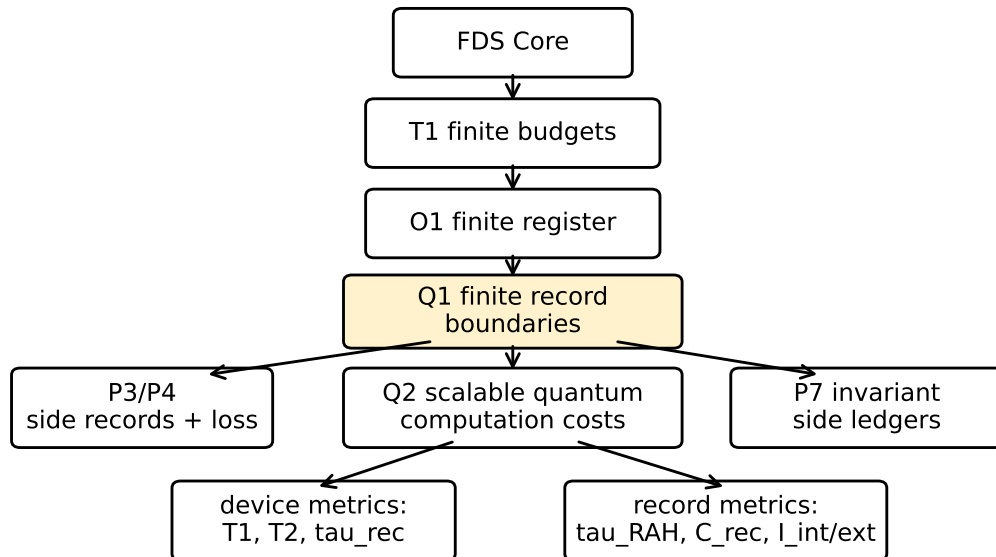 FDS Core
T1 finite budgets
O1 finite register
Q1 finite record
boundaries
P3/P4
side records + loss
Q2 scalable quantum
computation costs
P7 invariant
side ledgers
device metrics:
T1, T2, tau_rec
record metrics:
tau_RAH, C_rec, I_int/ext